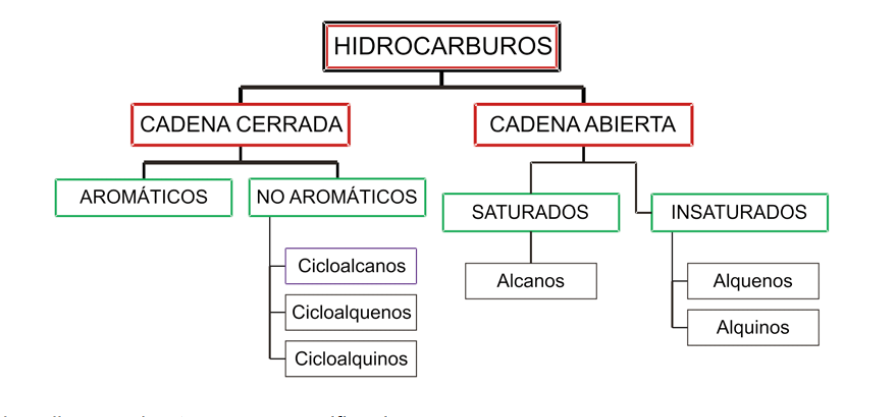 HIDROCARBUROS
CADENA CERRADA
CADENA ABIERTA
AROMÁTICOS
NO AROMÁTICOS
SATURADOS
INSATURADOS
Cicloalcanos
Cicloalquenos
Cicloalquinos
Alcanos
Alquenos
Alquinos